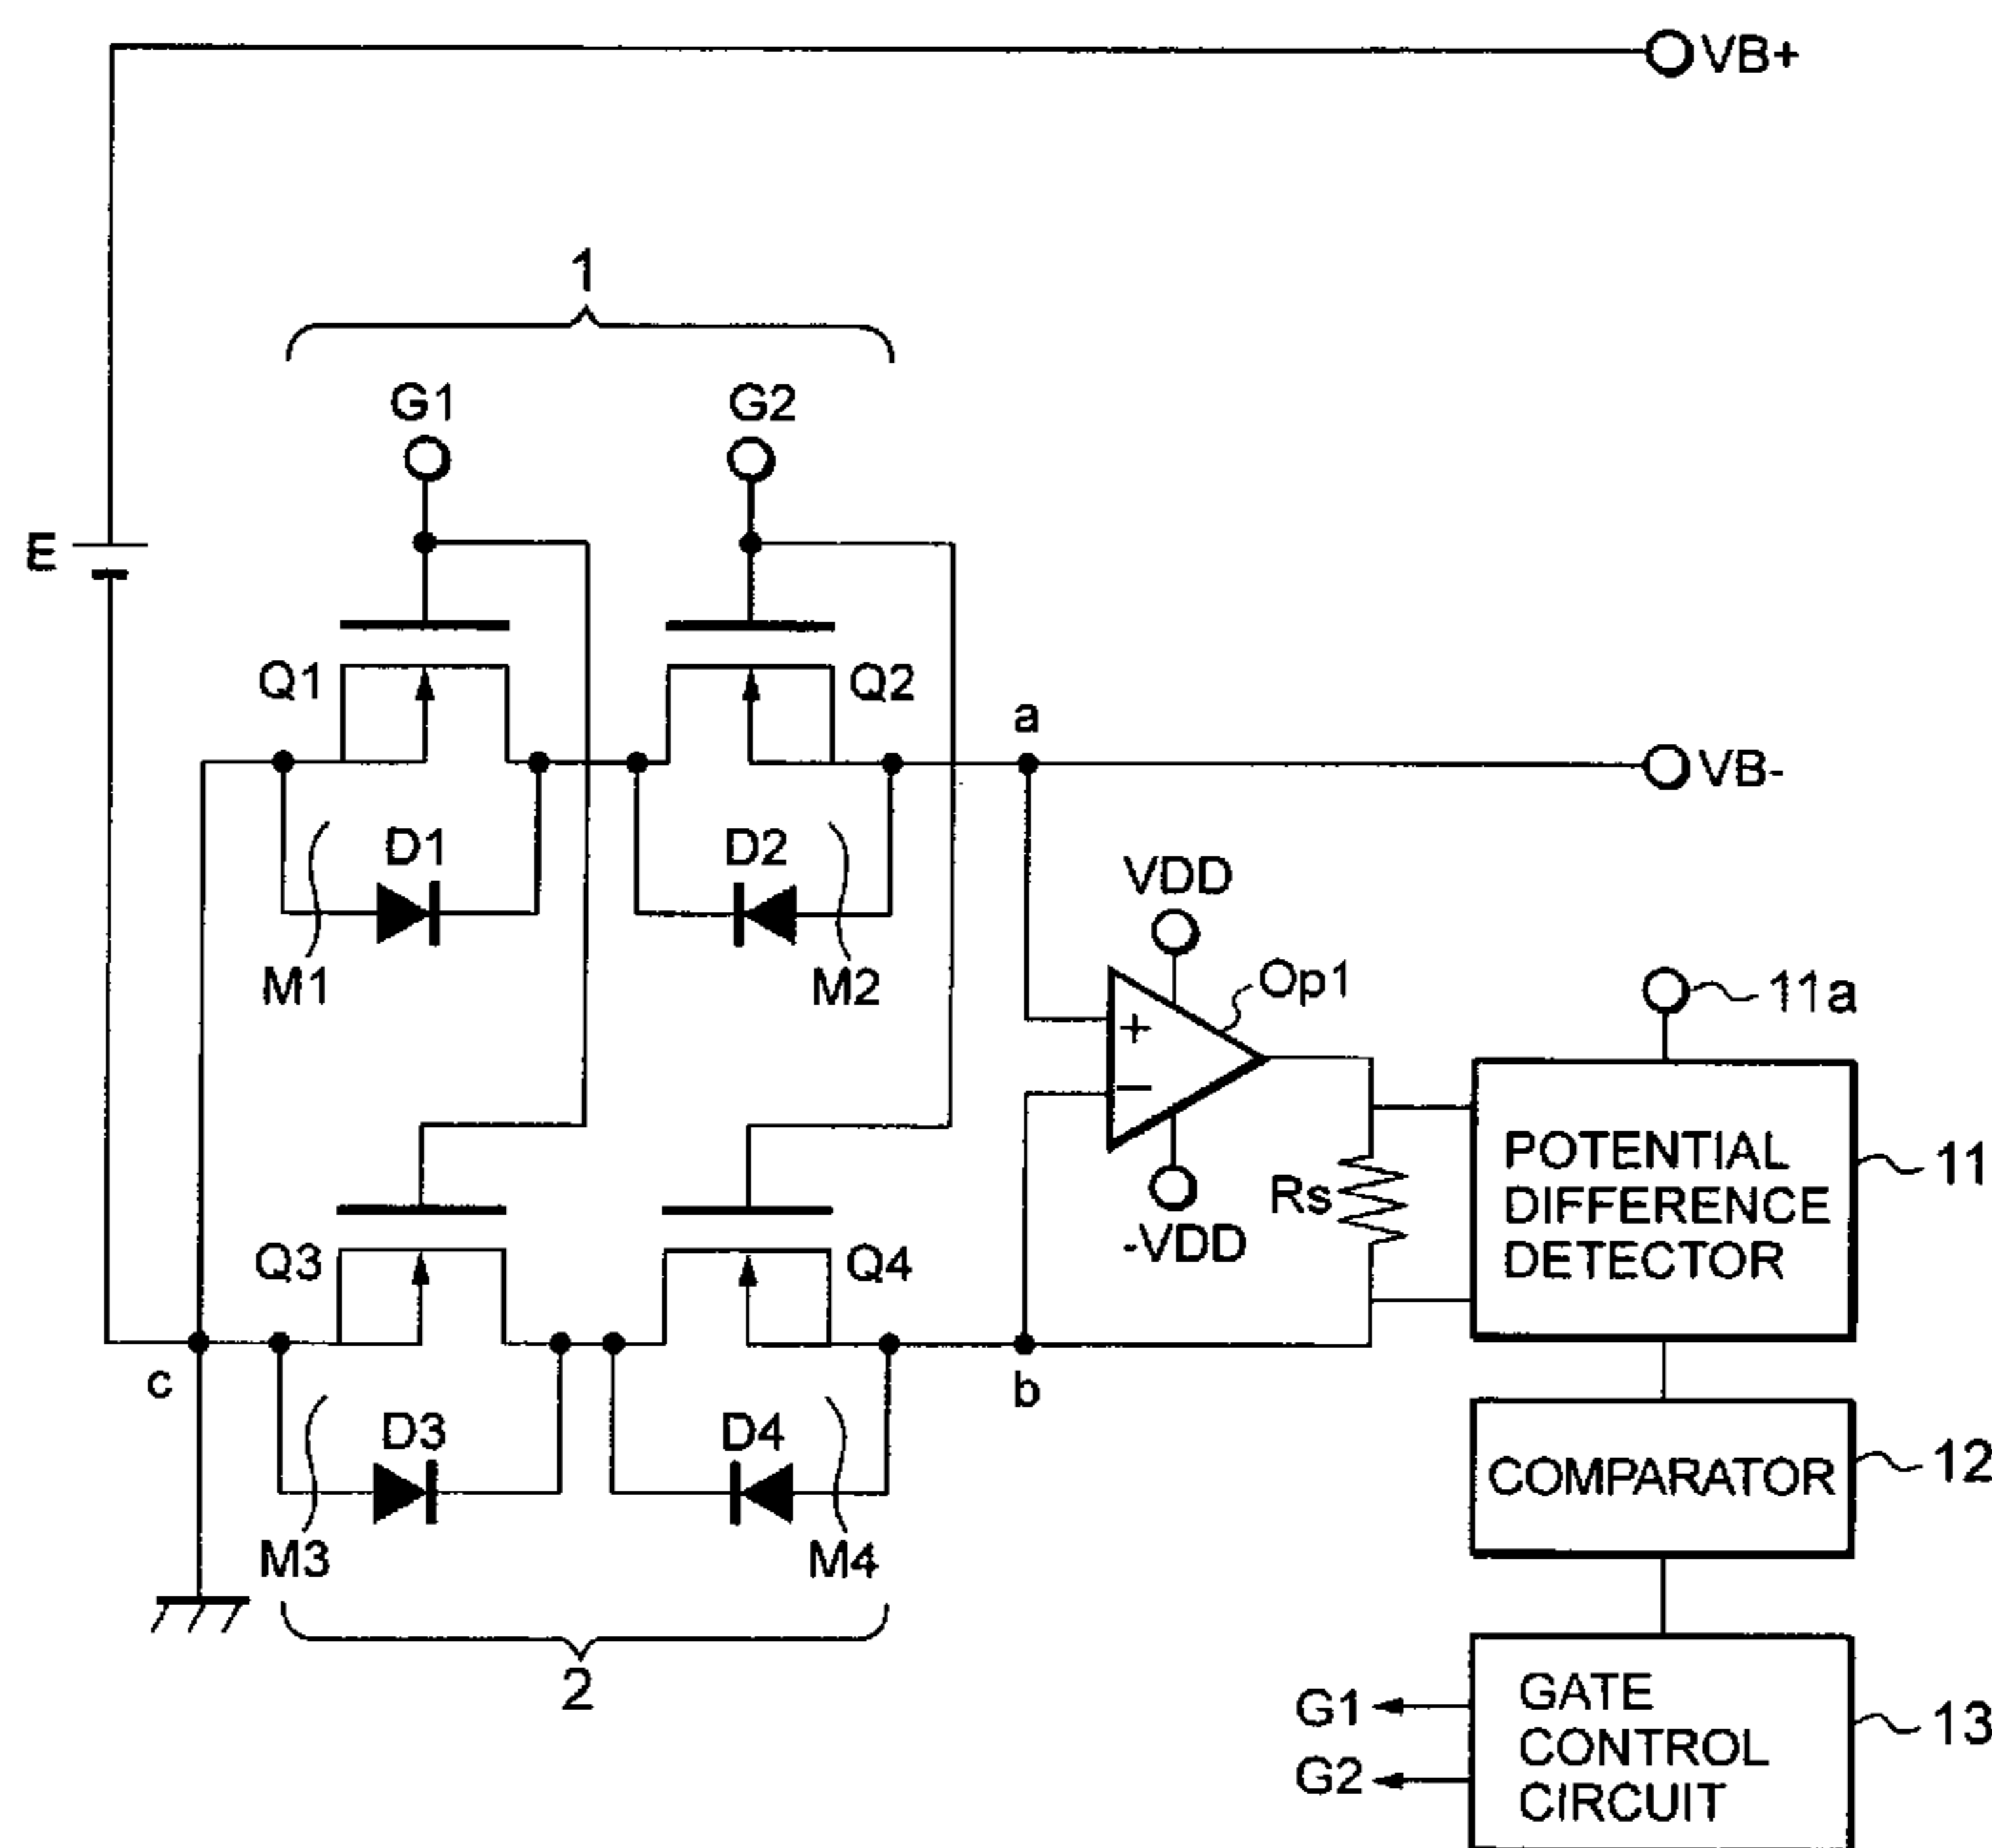 VB+
1
G1 G2
E
Q1 Q2
a
VB-
D1 D2
VDD
M1 M2
Op1
11a
+
−
POTENTIAL
DIFFERENCE
DETECTOR
11
Rs
-VDD
Q3 Q4
c
b
D3 D4
COMPARATOR
12
M3 M4
2
GATE
CONTROL
CIRCUIT
13
G1
G2